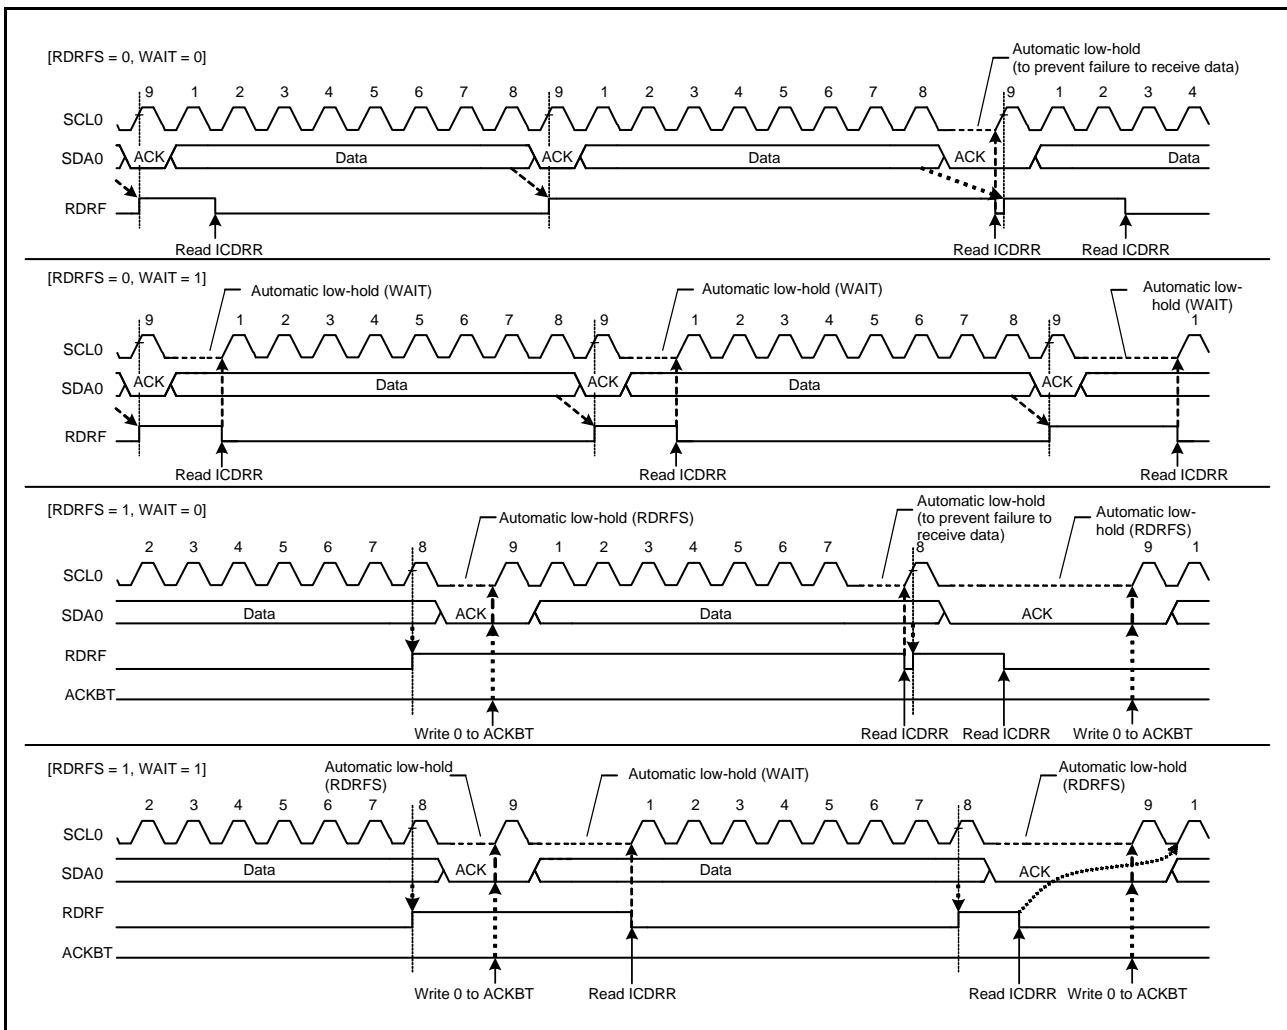 [RDRFS = 0, WAIT = 0]
Automatic low-hold
(to prevent failure to receive data)
9 1 2 3 4 5 6 7 8 9 1 2 3 4 5 6 7 8 9 1 2 3 4
SCL0
SDA0 ACK Data ACK Data ACK Data
RDRF
Read ICDRR Read ICDRR Read ICDRR
[RDRFS = 0, WAIT = 1]
Automatic low-hold (WAIT) Automatic low-hold (WAIT) Automatic low-
hold (WAIT)
9 1 2 3 4 5 6 7 8 9 1 2 3 4 5 6 7 8 9 1
SCL0
SDA0 ACK Data ACK Data ACK
RDRF
Read ICDRR Read ICDRR Read ICDRR
[RDRFS = 1, WAIT = 0]
Automatic low-hold (RDRFS)
Automatic low-hold
(to prevent failure to
receive data)
Automatic low-
hold (RDRFS)
2 3 4 5 6 7 8 9 1 2 3 4 5 6 7 8 9 1
SCL0
SDA0 Data ACK Data ACK
RDRF
ACKBT
Write 0 to ACKBT Read ICDRR Read ICDRR Write 0 to ACKBT
[RDRFS = 1, WAIT = 1]
Automatic low-hold
(RDRFS)
Automatic low-hold (WAIT)
Automatic low-hold
(RDRFS)
2 3 4 5 6 7 8 9 1 2 3 4 5 6 7 8 9 1
SCL0
SDA0 Data ACK Data ACK
RDRF
ACKBT
Write 0 to ACKBT Read ICDRR Read ICDRR Write 0 to ACKBT